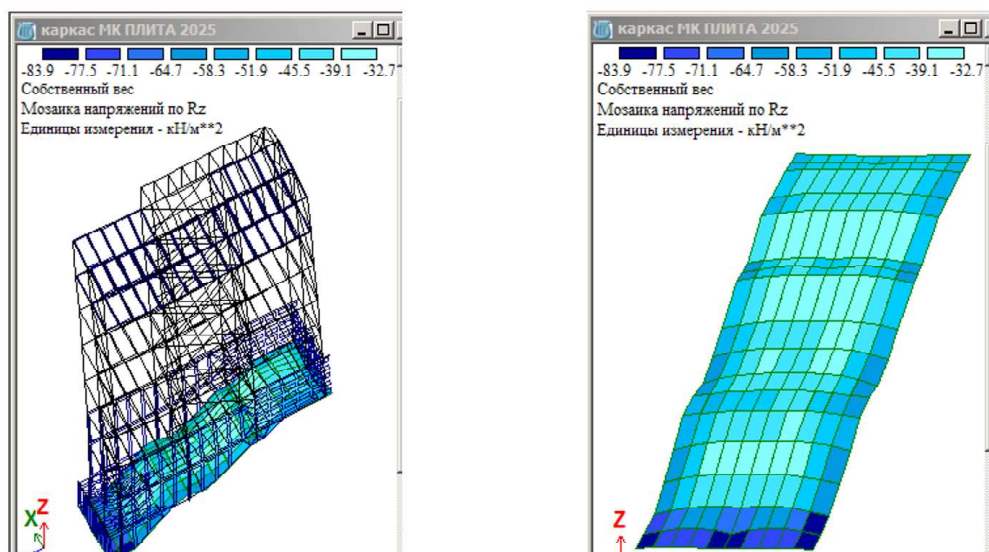 каркас МК ПЛИТА 2025
-83.9 -77.5 -71.1 -64.7 -58.3 -51.9 -45.5 -39.1 -32.7
Собственный вес
Мозаика напряжений по Rz
Единицы измерения - кН/м**2
X Z
каркас МК ПЛИТА 2025
-83.9 -77.5 -71.1 -64.7 -58.3 -51.9 -45.5 -39.1 -32.7
Собственный вес
Мозаика напряжений по Rz
Единицы измерения - кН/м**2
Z